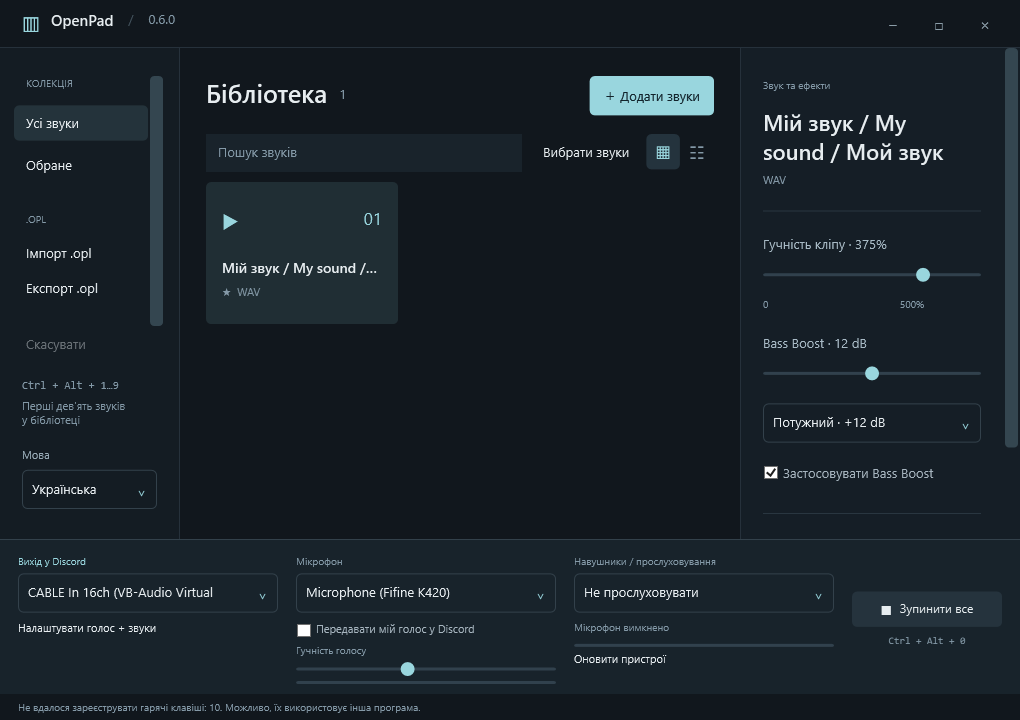 OpenPad / 0.6.0
КОЛЕКЦІЯ
Усі звуки
Обране
.OPL
Імпорт .opl
Експорт .opl
Скасувати
Ctrl + Alt + 1…9
Перші дев'ять звуків
у бібліотеці
Мова
Українська
Бібліотека 1
+ Додати звуки
Пошук звуків
Вибрати звуки
01
Мій звук / My sound /...
★ WAV
Звук та ефекти
Мій звук / My
sound / Мой звук
WAV
Гучність кліпу · 375%
0 500%
Bass Boost · 12 dB
Потужний · +12 dB
Застосовувати Bass Boost
Вихід у Discord
CABLE In 16ch (VB-Audio Virtual
Налаштувати голос + звуки
Мікрофон
Microphone (Fifine K420)
Передавати мій голос у Discord
Гучність голосу
Навушники / прослуховування
Не прослуховувати
Мікрофон вимкнено
Оновити пристрої
Зупинити все
Ctrl + Alt + 0
Не вдалося зареєструвати гарячі клавіші: 10. Можливо, їх використовує інша програма.